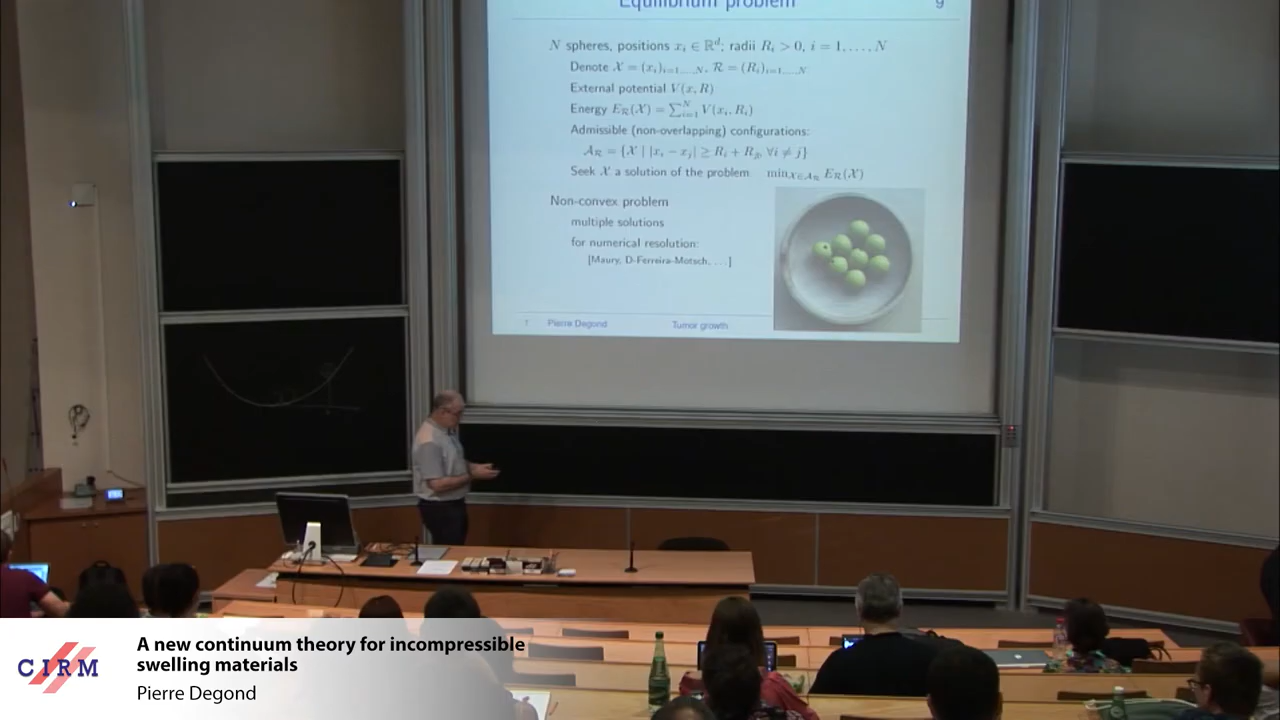 Equilibrium problem
9
N spheres, positions x_i ∈ ℝ^d; radii R_i > 0, i = 1, . . . , N
Denote 𝒳 = (x_i)_{i=1,...,N}, ℛ = (R_i)_{i=1,...,N}
External potential V(x, R)
Energy E_ℛ(𝒳) = ∑_{i=1}^N V(x_i, R_i)
Admissible (non-overlapping) configurations:
𝒜_ℛ = {𝒳 | |x_i − x_j| ≥ R_i + R_j, ∀i ≠ j}
Seek 𝒳 a solution of the problem min_{𝒳∈𝒜_ℛ} E_ℛ(𝒳)
Non-convex problem
multiple solutions
for numerical resolution:
[Maury, D-Ferreira-Motsch, . . . ]
Pierre Degond
Tumor growth
CIRM
A new continuum theory for incompressible
swelling materials
Pierre Degond